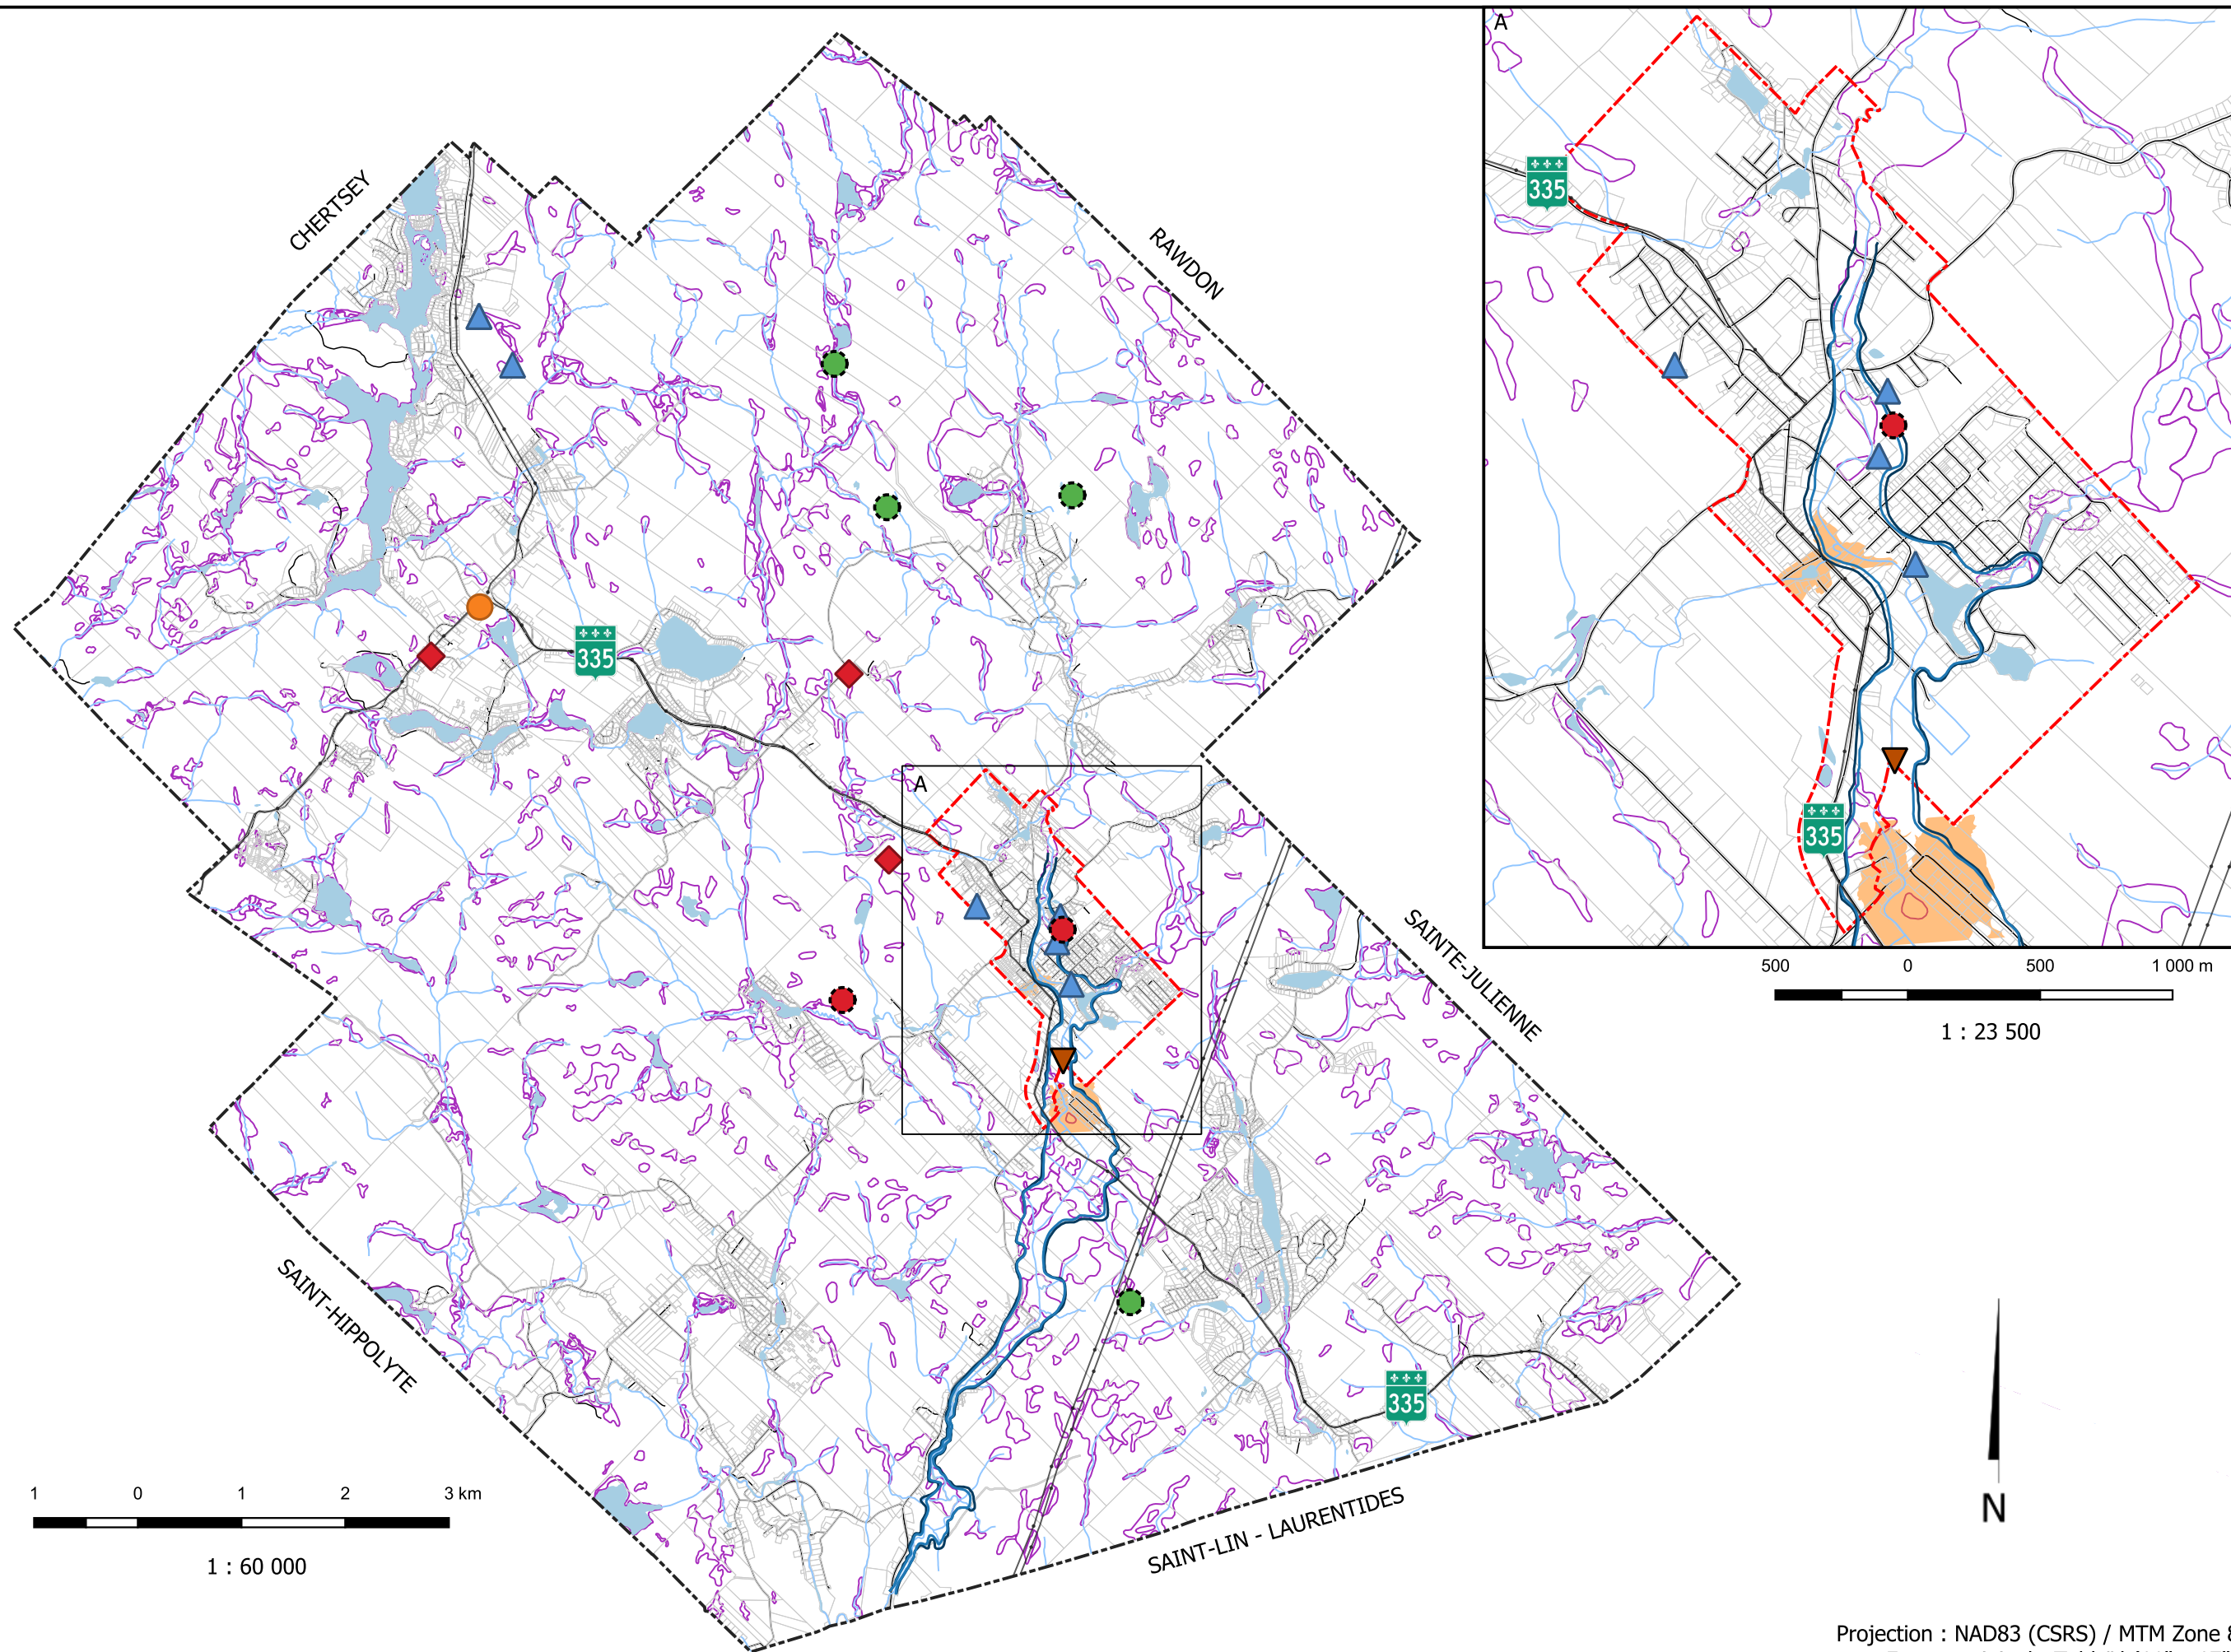 A
CHERTSEY
RAWDON
335
335
A
335
335
SAINTE-JULIENNE
500 0 500 1 000 m
1 : 23 500
SAINT-HIPPOLYTE
335
1 0 1 2 3 km
1 : 60 000
SAINT-LIN - LAURENTIDES
N
Projection : NAD83 (CSRS) / MTM Zone